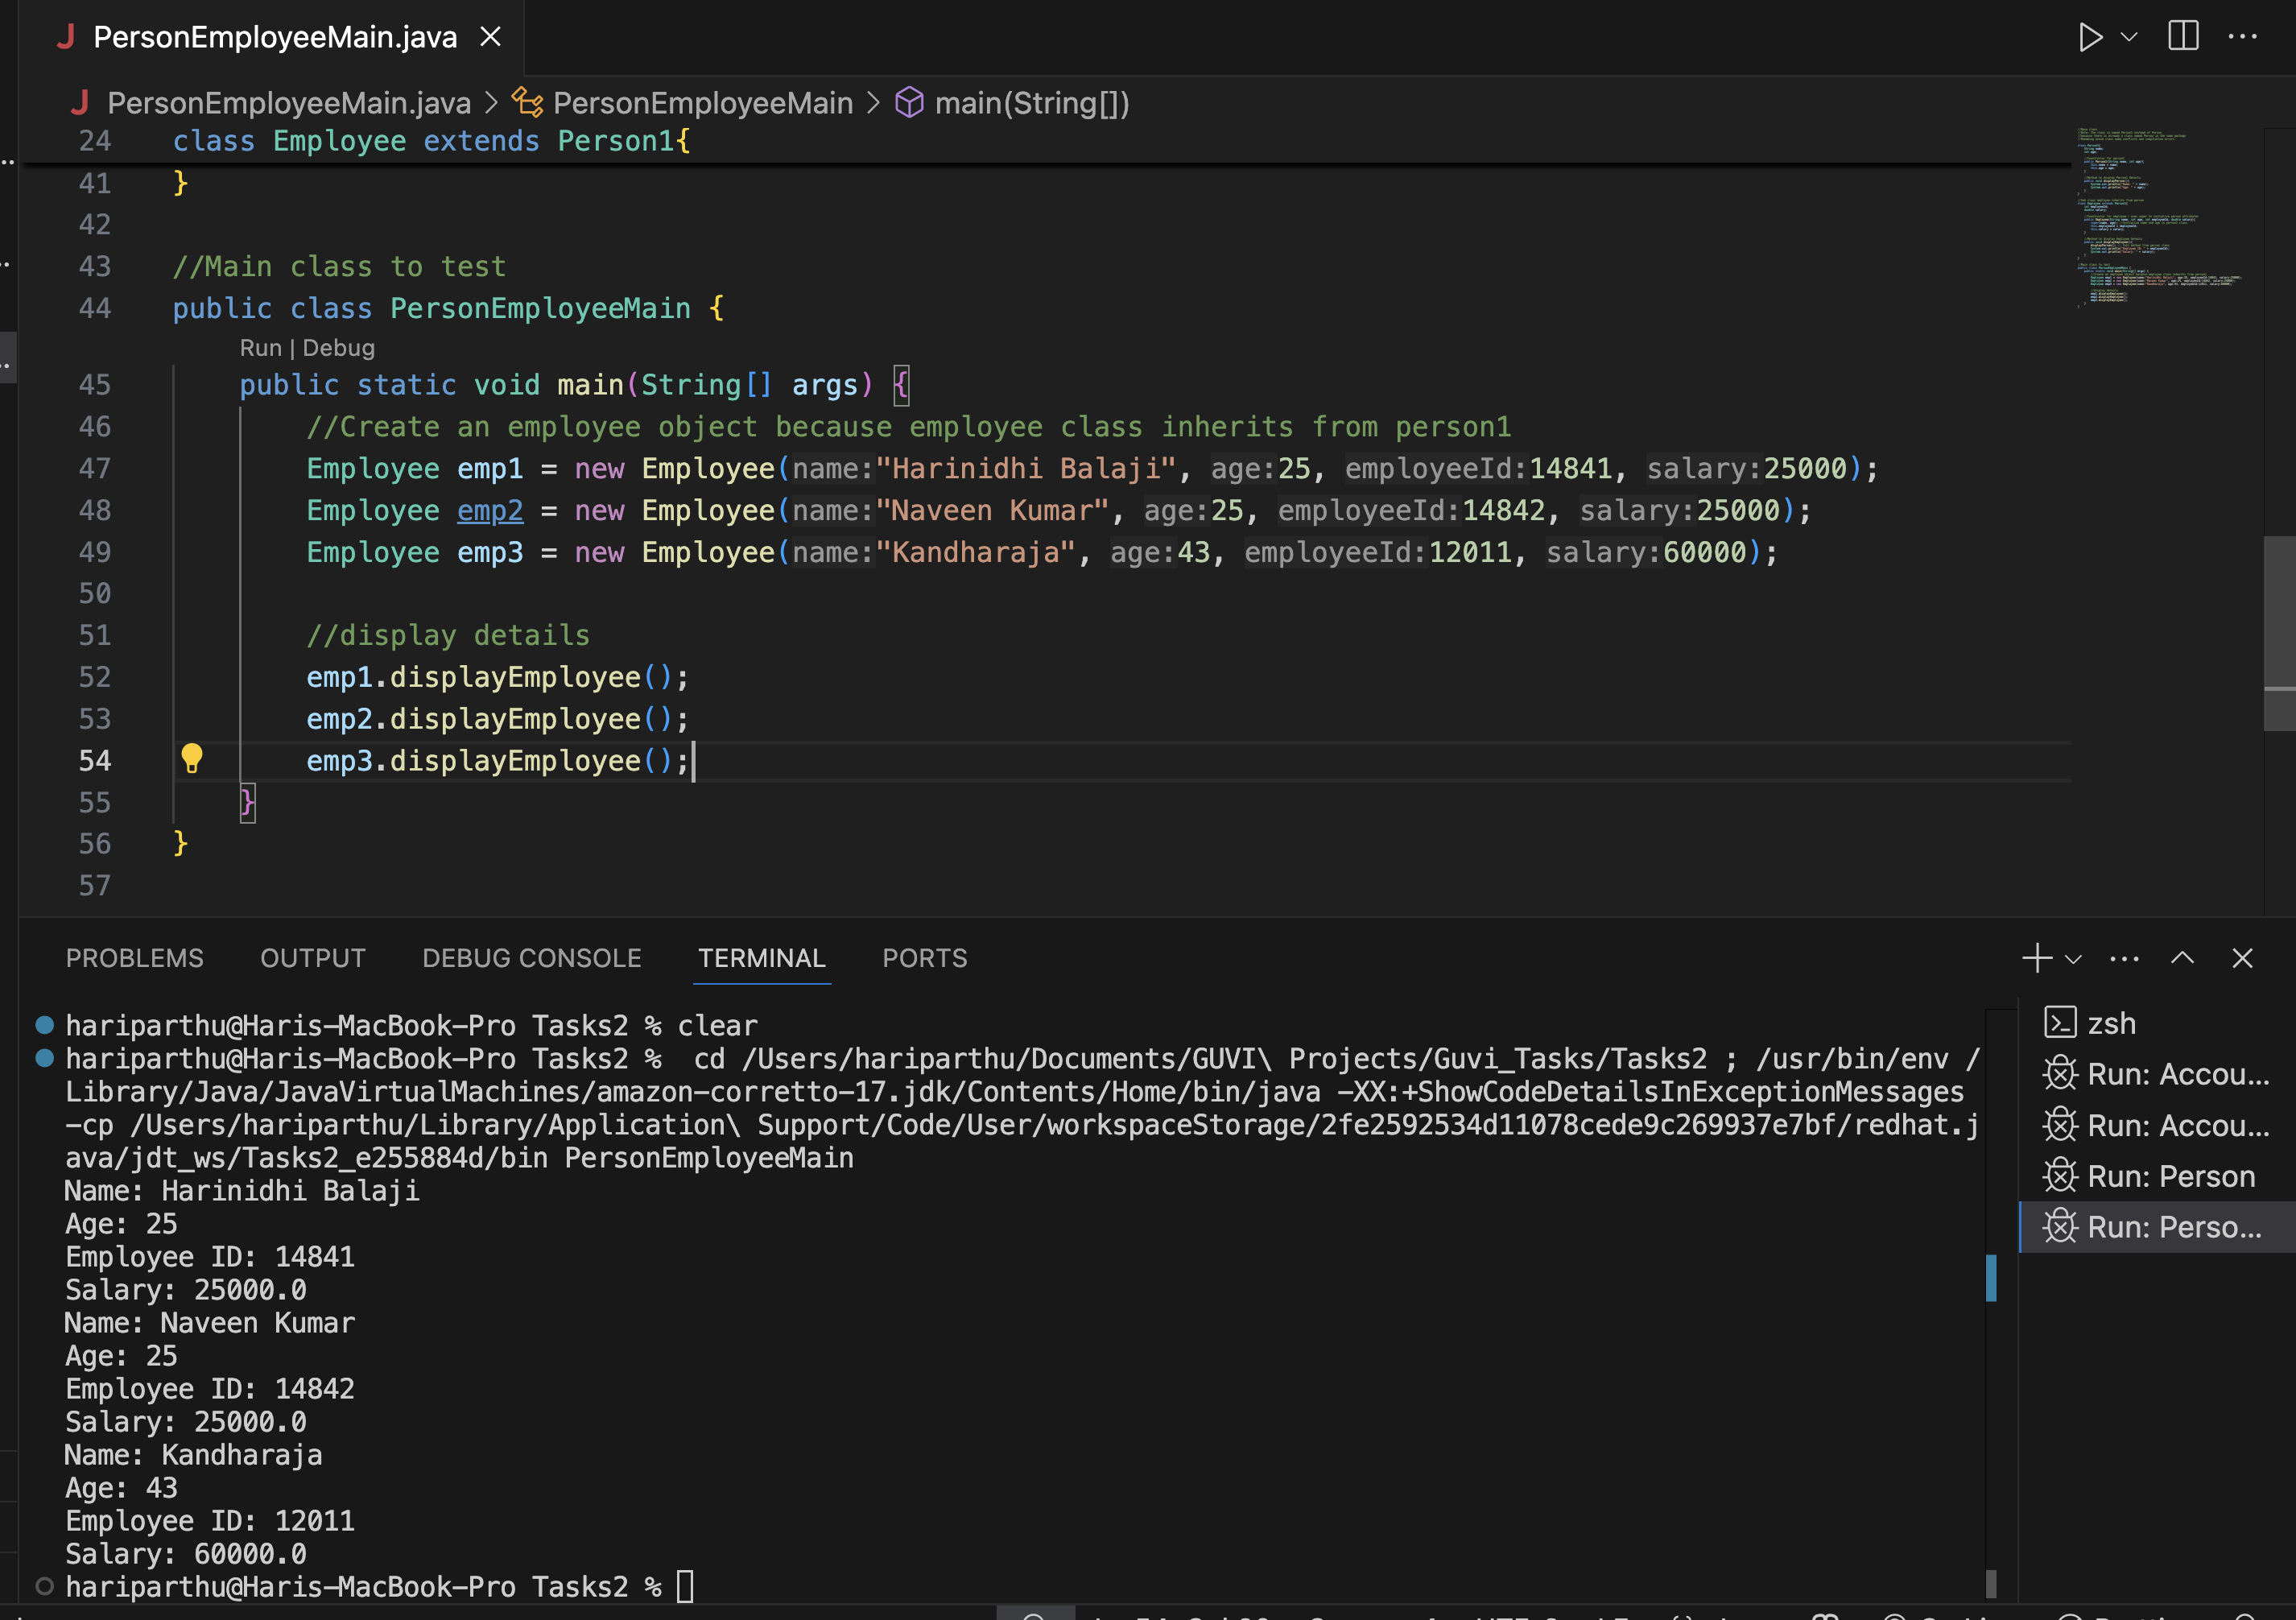 PersonEmployeeMain.java
PersonEmployeeMain.java > PersonEmployeeMain > main(String[])
24 class Employee extends Person1{
41 }
42
43 //Main class to test
44 public class PersonEmployeeMain {
Run | Debug
45 public static void main(String[] args) {
46 //Create an employee object because employee class inherits from person1
47 Employee emp1 = new Employee(name:"Harinidhi Balaji", age:25, employeeId:14841, salary:25000);
48 Employee emp2 = new Employee(name:"Naveen Kumar", age:25, employeeId:14842, salary:25000);
49 Employee emp3 = new Employee(name:"Kandharaja", age:43, employeeId:12011, salary:60000);
50
51 //display details
52 emp1.displayEmployee();
53 emp2.displayEmployee();
54 emp3.displayEmployee();
55 }
56 }
57
PROBLEMS OUTPUT DEBUG CONSOLE TERMINAL PORTS
hariparthu@Haris-MacBook-Pro Tasks2 % clear
hariparthu@Haris-MacBook-Pro Tasks2 %  cd /Users/hariparthu/Documents/GUVI\ Projects/Guvi_Tasks/Tasks2 ; /usr/bin/env /
Library/Java/JavaVirtualMachines/amazon-corretto-17.jdk/Contents/Home/bin/java -XX:+ShowCodeDetailsInExceptionMessages
-cp /Users/hariparthu/Library/Application\ Support/Code/User/workspaceStorage/2fe2592534d11078cede9c269937e7bf/redhat.j
ava/jdt_ws/Tasks2_e255884d/bin PersonEmployeeMain
Name: Harinidhi Balaji
Age: 25
Employee ID: 14841
Salary: 25000.0
Name: Naveen Kumar
Age: 25
Employee ID: 14842
Salary: 25000.0
Name: Kandharaja
Age: 43
Employee ID: 12011
Salary: 60000.0
hariparthu@Haris-MacBook-Pro Tasks2 %
zsh
Run: Accou...
Run: Accou...
Run: Person
Run: Perso...